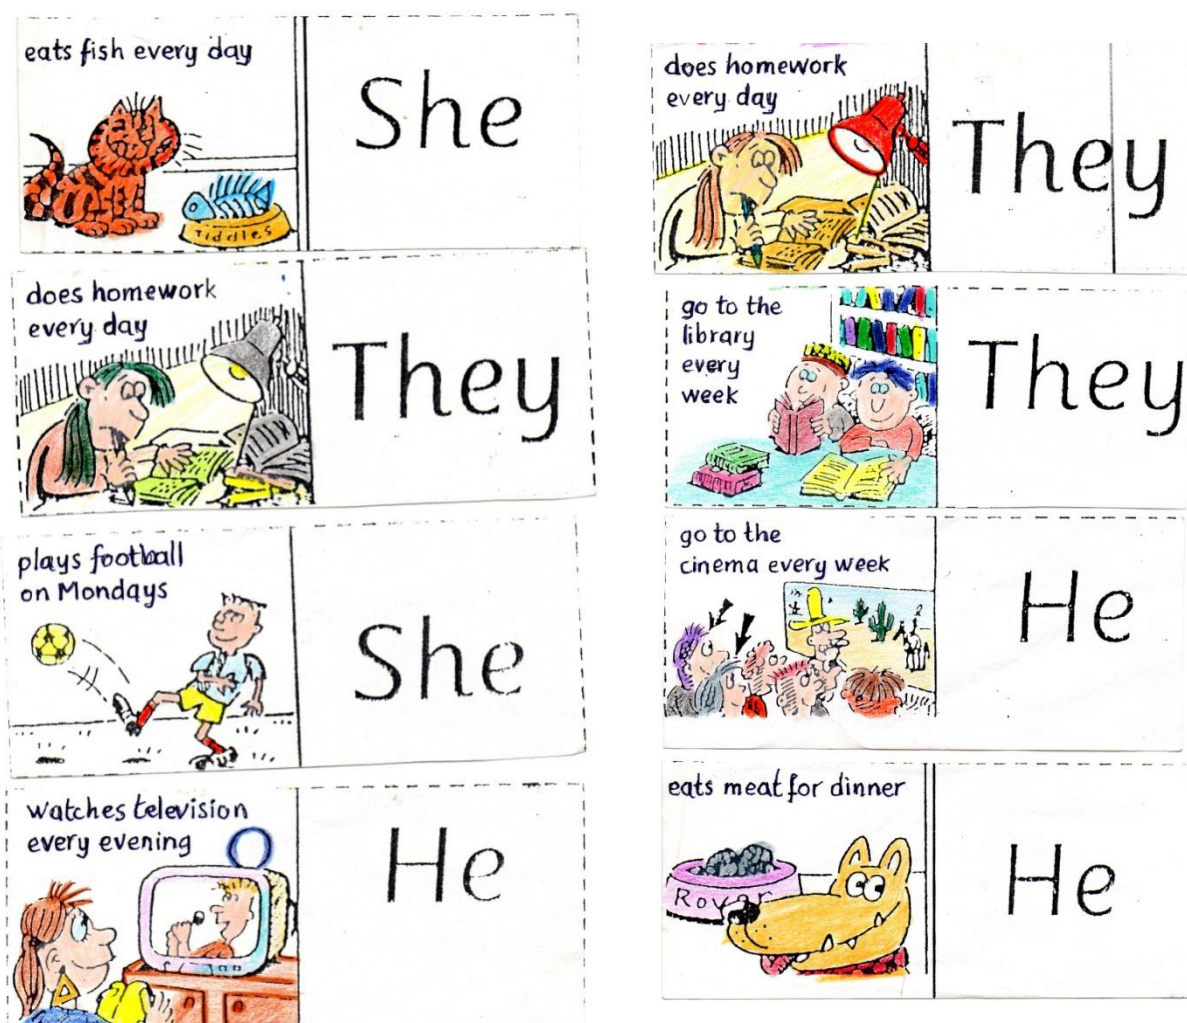 eats fish every day
She
Tiddles
does homework
every day
They
plays football
on Mondays
She
watches television
every evening
He
does homework
every day
They
go to the
library
every
week
They
go to the
cinema every week
He
eats meat for dinner
Rover
He